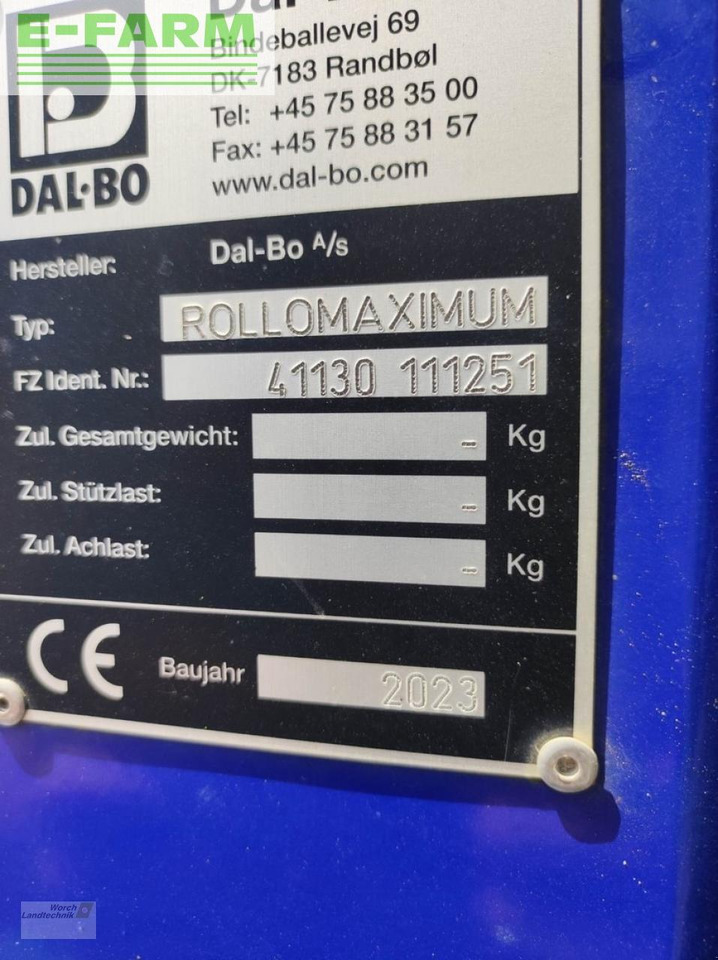 E-FARM
Bindeballevej 69
DK-7183 Randbøl
Tel: +45 75 88 35 00
Fax: +45 75 88 31 57
www.dal-bo.com
DAL·BO
Hersteller: Dal-Bo A/s
Typ: ROLLOMAXIMUM
FZ Ident. Nr.: 41130 111251
Zul. Gesamtgewicht: - Kg
Zul. Stützlast: - Kg
Zul. Achlast: - Kg
CE Baujahr 2023
Worch
Landtechnik